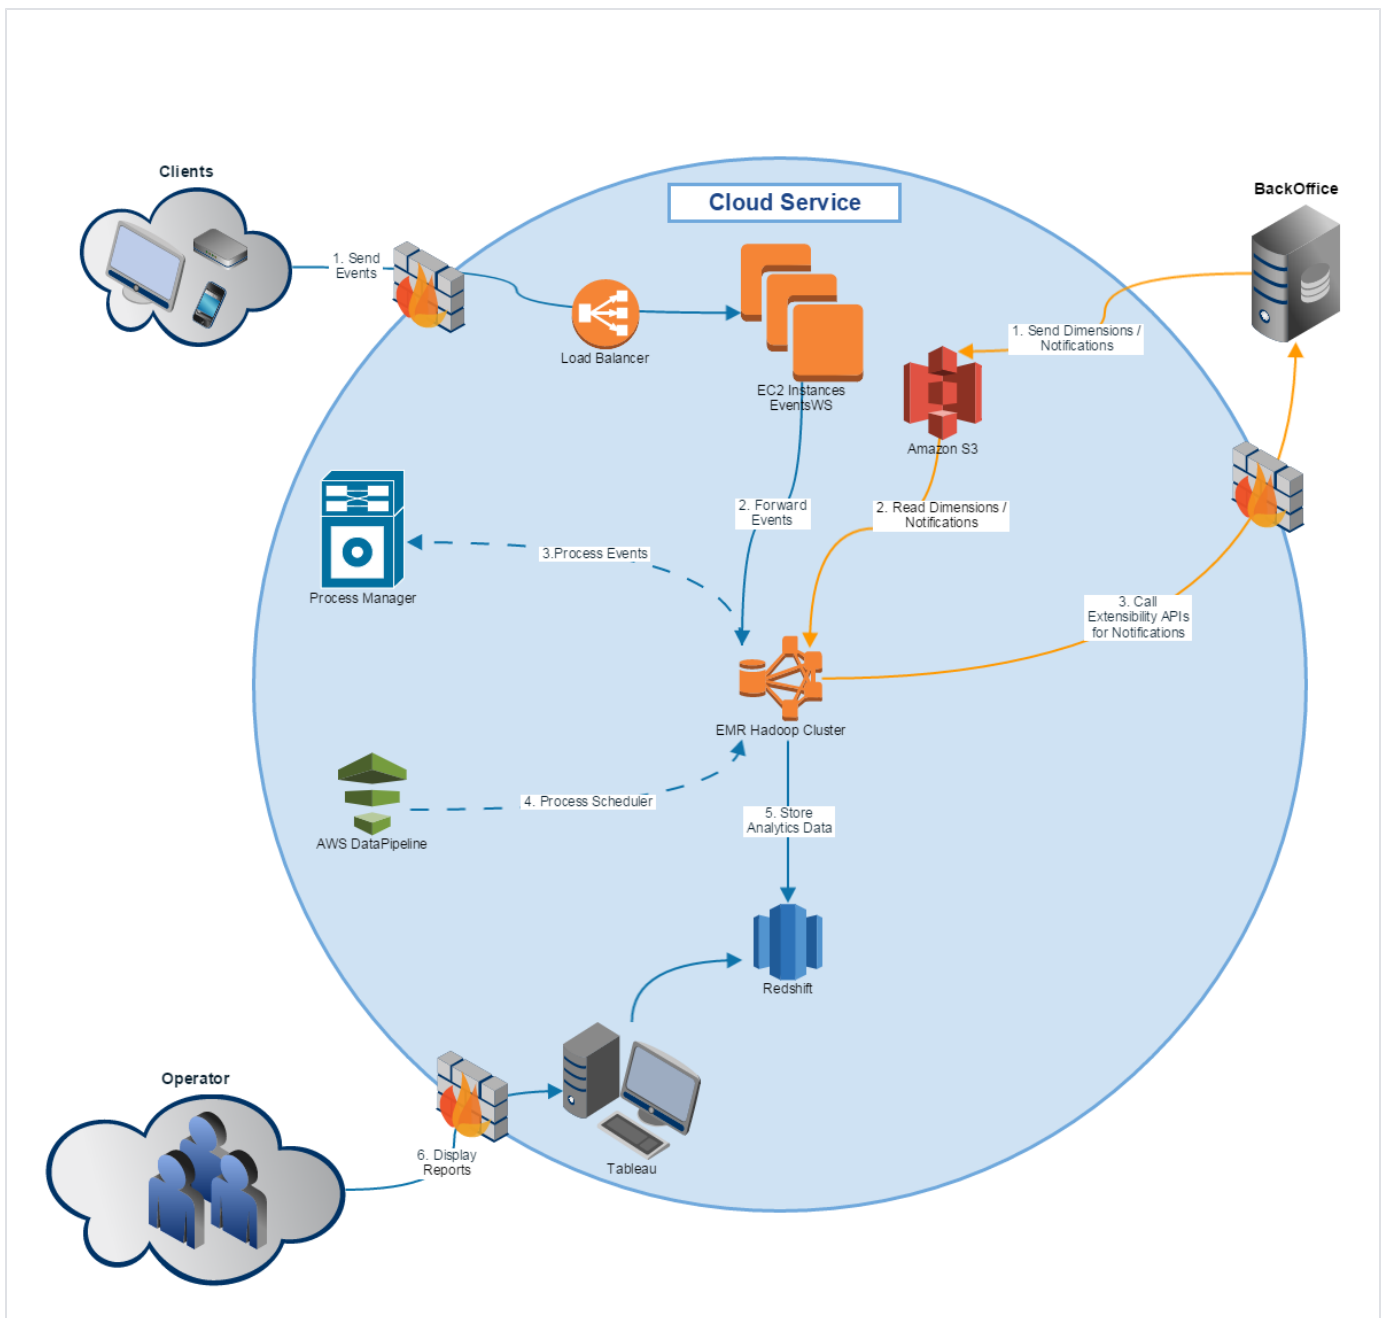 Clients
Cloud Service
BackOffice
1. Send
Events
Load Balancer
1. Send Dimensions /
Notifications
EC2 Instances
EventsWS
Amazon S3
2. Forward
Events
2. Read Dimensions /
Notifications
3.Process Events
Process Manager
3. Call
Extensibility APIs
for Notifications
EMR Hadoop Cluster
4. Process Scheduler
5. Store
Analytics Data
AWS DataPipeline
Redshift
Operator
6. Display
Reports
Tableau